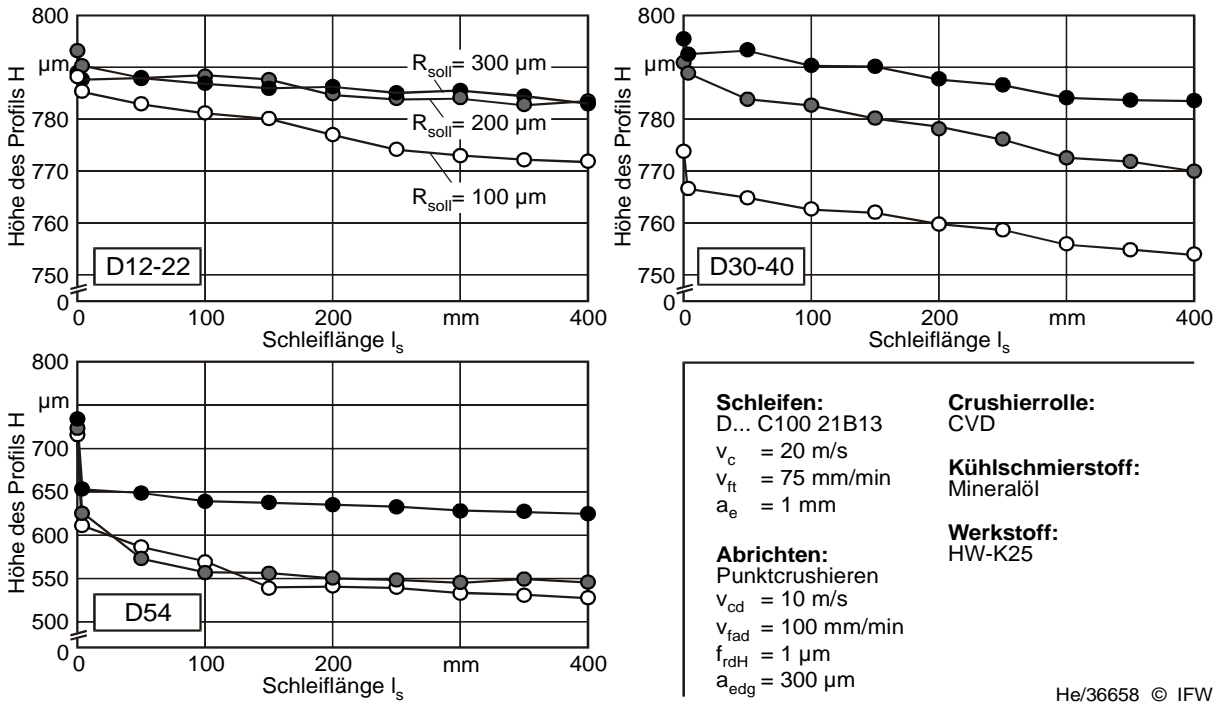 800
µm
780
770
760
750
0
Höhe des Profils H
R_soll = 300 µm
R_soll = 200 µm
R_soll = 100 µm
D12-22
0 100 200 mm 400
Schleiflänge l_s
800
µm
780
770
760
750
0
Höhe des Profils H
D30-40
0 100 200 mm 400
Schleiflänge l_s
800
µm
700
650
600
550
500
0
Höhe des Profils H
D54
0 100 200 mm 400
Schleiflänge l_s
Schleifen:
D... C100 21B13
v_c = 20 m/s
v_ft = 75 mm/min
a_e = 1 mm
Abrichten:
Punktcrushieren
v_cd = 10 m/s
v_fad = 100 mm/min
f_rdH = 1 µm
a_edg = 300 µm
Crushierrolle:
CVD
Kühlschmierstoff:
Mineralöl
Werkstoff:
HW-K25
He/36658 © IFW